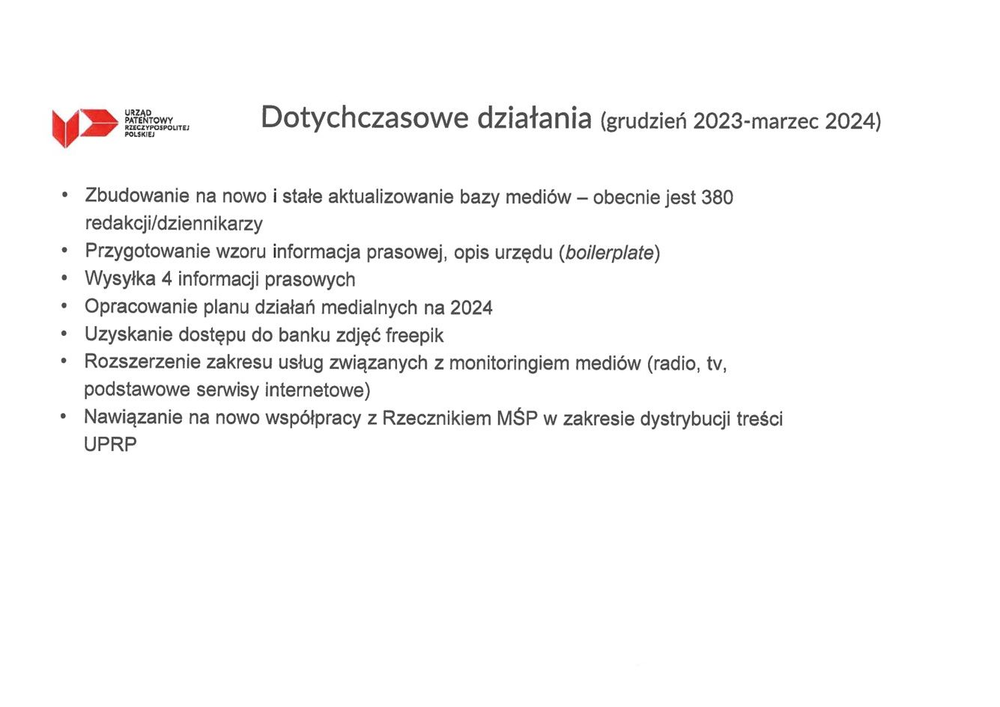 URZĄD
PATENTOWY
RZECZYPOSPOLITEJ
POLSKIEJ
Dotychczasowe działania (grudzień 2023-marzec 2024)
• Zbudowanie na nowo i stałe aktualizowanie bazy mediów – obecnie jest 380
redakcji/dziennikarzy
• Przygotowanie wzoru informacja prasowej, opis urzędu (boilerplate)
• Wysyłka 4 informacji prasowych
• Opracowanie planu działań medialnych na 2024
• Uzyskanie dostępu do banku zdjęć freepik
• Rozszerzenie zakresu usług związanych z monitoringiem mediów (radio, tv,
podstawowe serwisy internetowe)
• Nawiązanie na nowo współpracy z Rzecznikiem MŚP w zakresie dystrybucji treści
UPRP